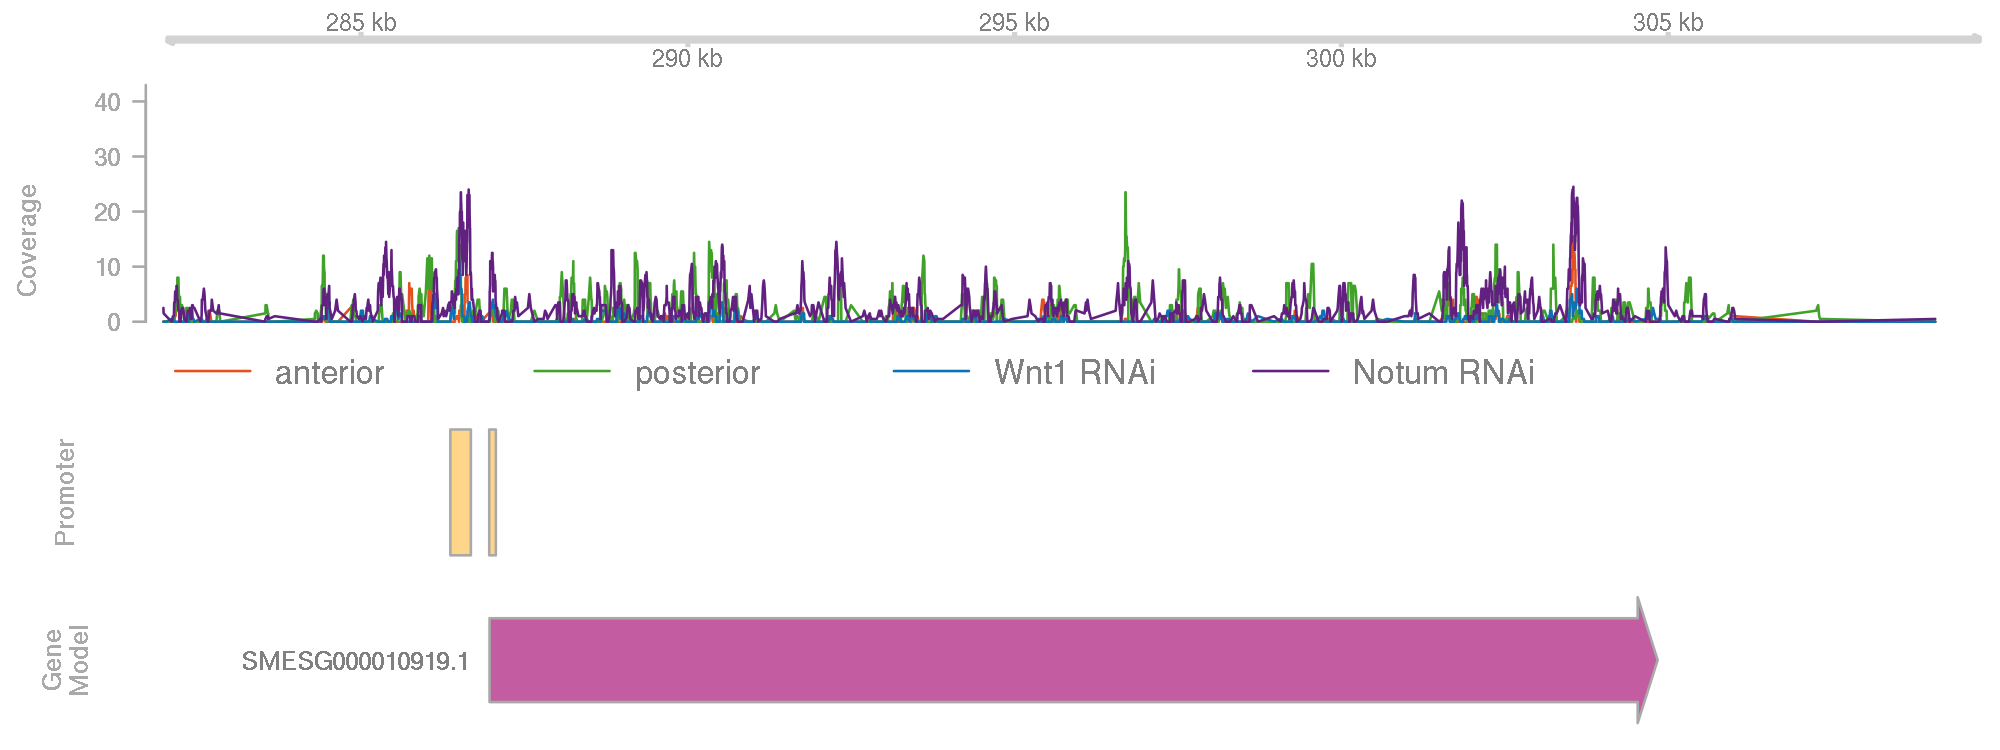 285 kb
295 kb
305 kb
290 kb
300 kb
Coverage
40
30
20
10
0
anterior
posterior
Wnt1 RNAi
Notum RNAi
Promoter
Gene
Model
SMESG000010919.1